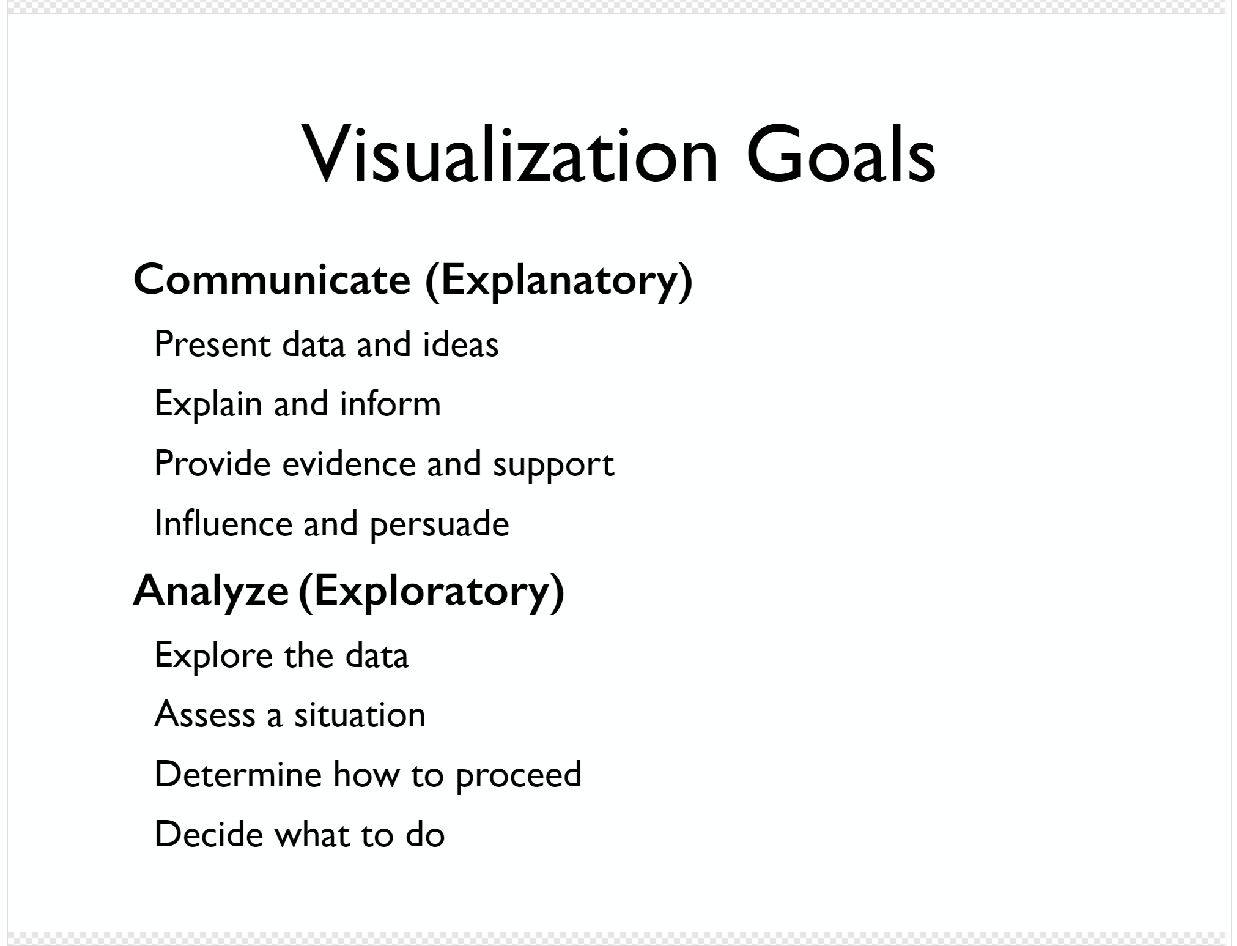 Visualization Goals
Communicate (Explanatory)
Present data and ideas
Explain and inform
Provide evidence and support
Influence and persuade
Analyze (Exploratory)
Explore the data
Assess a situation
Determine how to proceed
Decide what to do